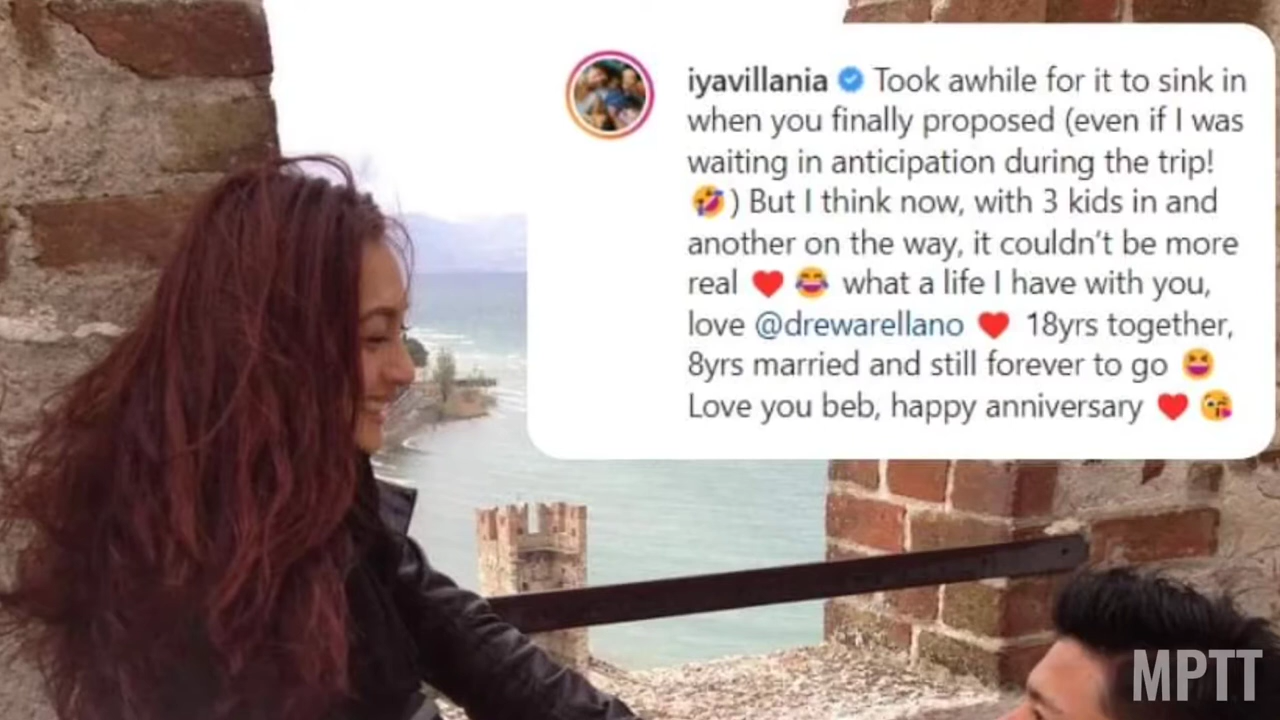 iyavillania Took awhile for it to sink in
when you finally proposed (even if I was
waiting in anticipation during the trip!
🤣) But I think now, with 3 kids in and
another on the way, it couldn't be more
real ❤️ 😂 what a life I have with you,
love @drewarellano ❤️ 18yrs together,
8yrs married and still forever to go 😆
Love you beb, happy anniversary ❤️ 😘
MPTT